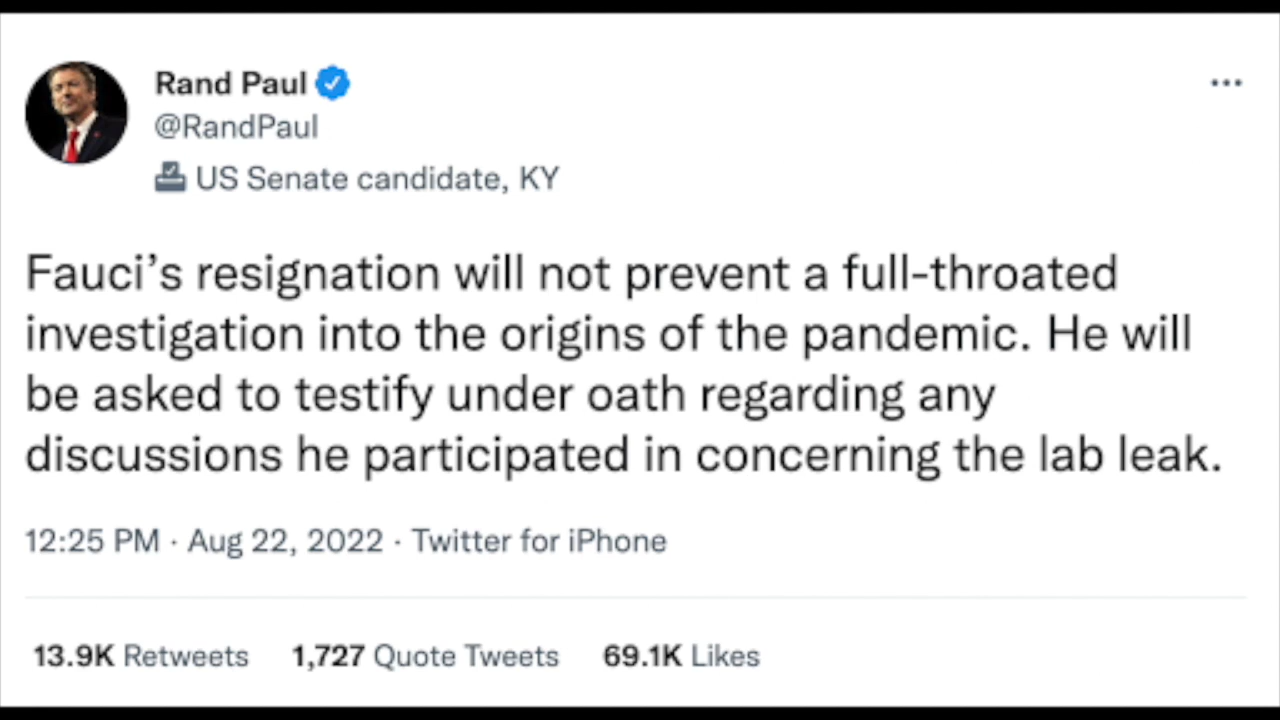 Rand Paul
@RandPaul
US Senate candidate, KY
Fauci’s resignation will not prevent a full-throated
investigation into the origins of the pandemic. He will
be asked to testify under oath regarding any
discussions he participated in concerning the lab leak.
12:25 PM · Aug 22, 2022 · Twitter for iPhone
13.9K Retweets 1,727 Quote Tweets 69.1K Likes